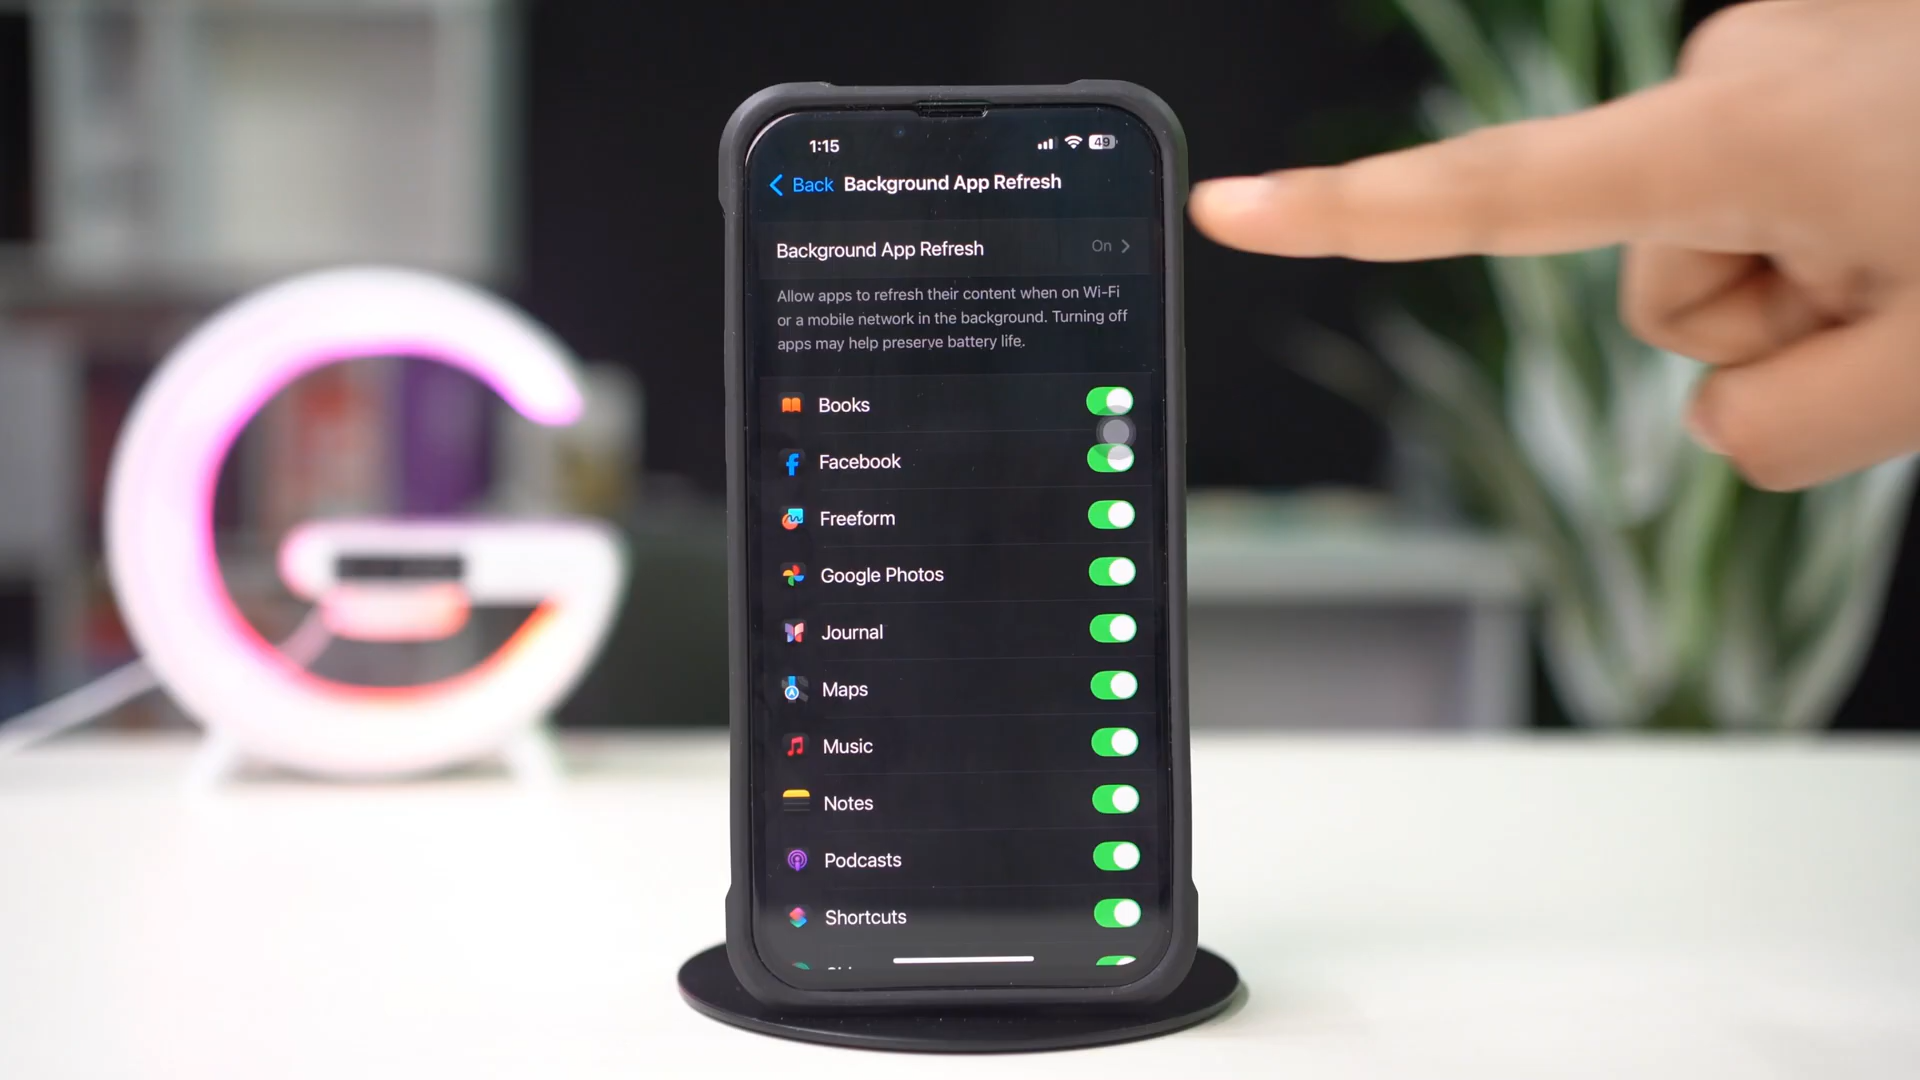 1:15
49
Back Background App Refresh
Background App Refresh On
Allow apps to refresh their content when on Wi-Fi
or a mobile network in the background. Turning off
apps may help preserve battery life.
Books
Facebook
Freeform
Google Photos
Journal
Maps
Music
Notes
Podcasts
Shortcuts